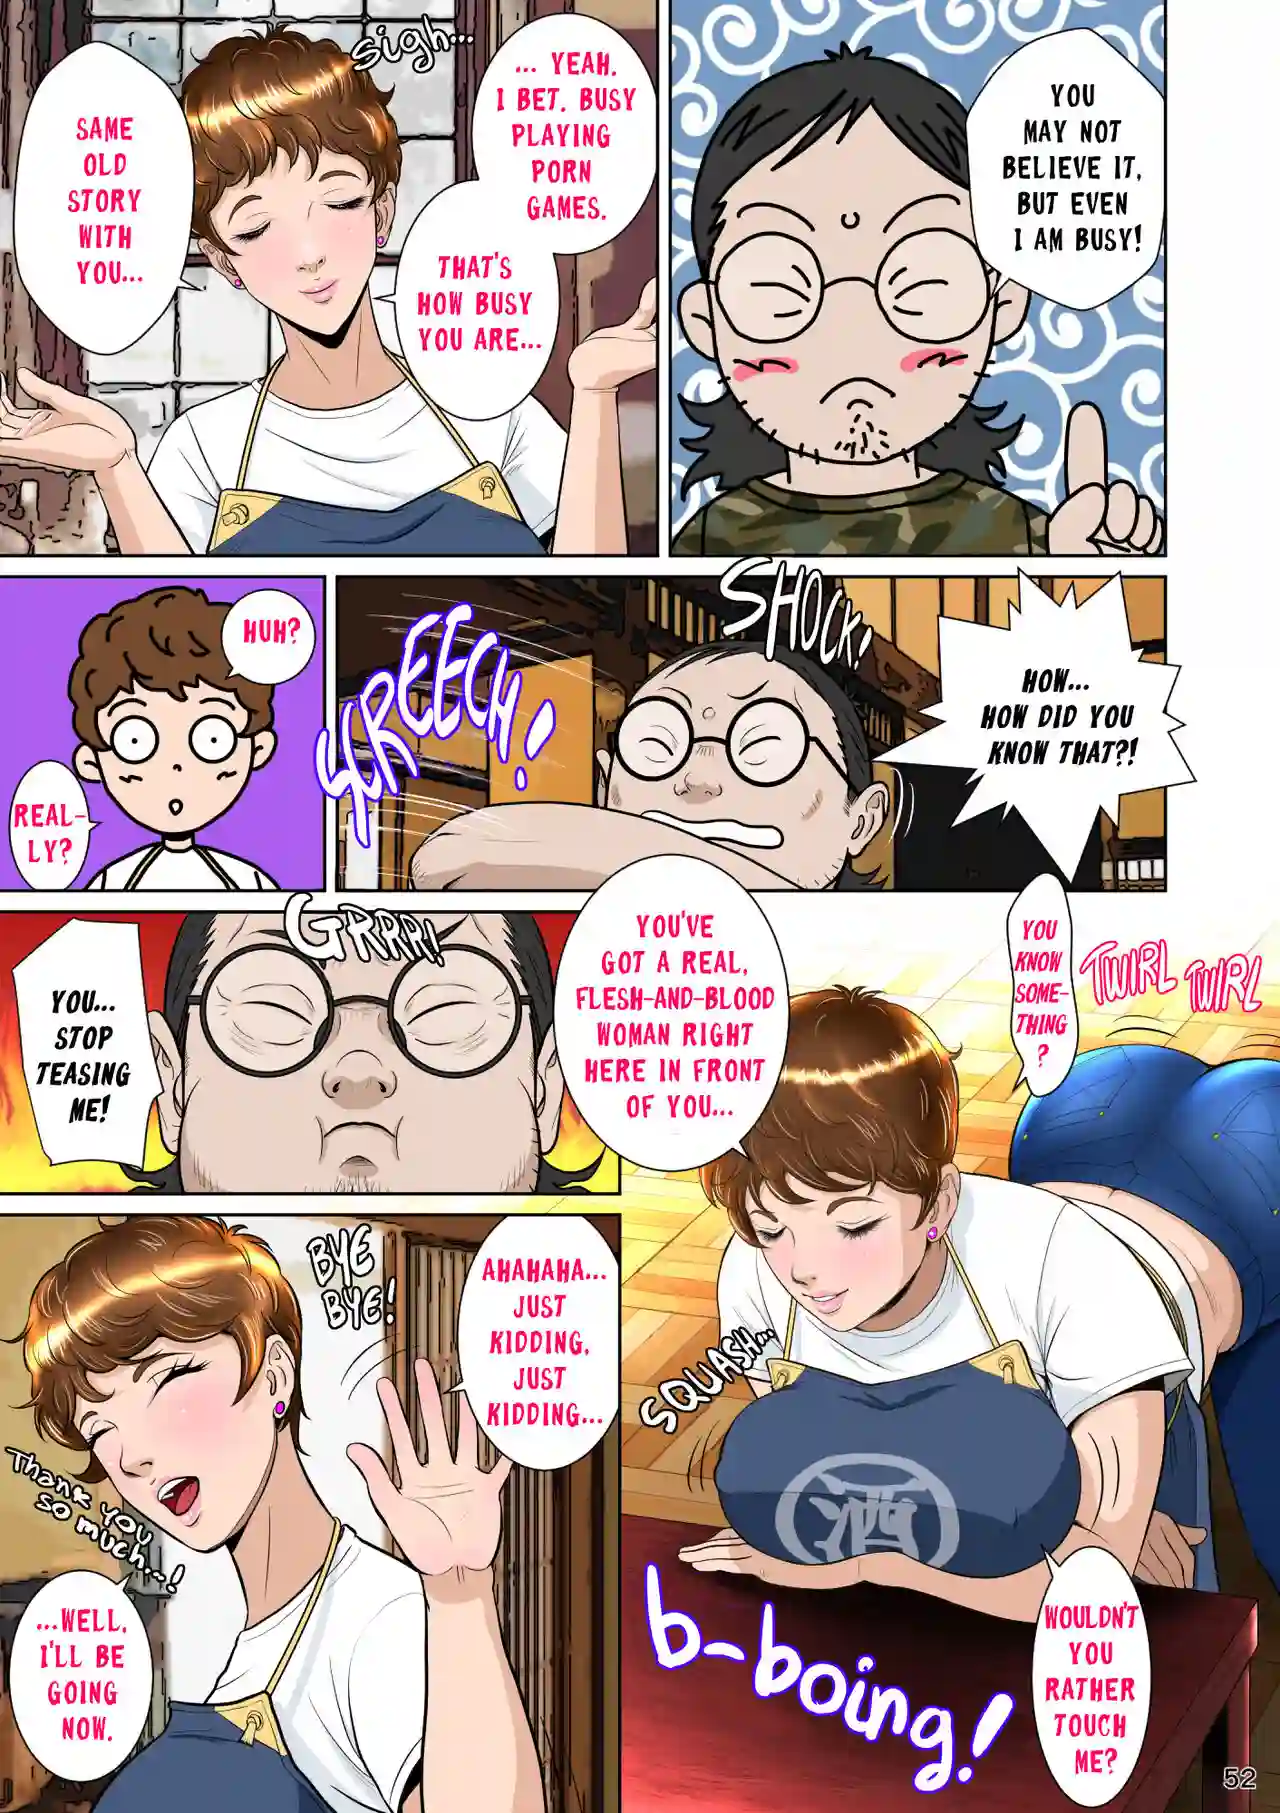 YOU
MAY NOT
BELIEVE IT,
BUT EVEN
I AM BUSY!
sigh...
... YEAH.
I BET. BUSY
PLAYING
PORN
GAMES.
THAT'S
HOW BUSY
YOU ARE...
SAME
OLD
STORY
WITH
YOU...
SHOCK!
HOW...
HOW DID YOU
KNOW THAT?!
SCREECH!
HUH?
REAL-
LY?
YOU
KNOW
SOME-
THING
?
TWIRL
TWIRL
YOU'VE
GOT A REAL,
FLESH-AND-BLOOD
WOMAN RIGHT
HERE IN FRONT
OF YOU...
SQUASH...
酒
b-boing!
WOULDN'T
YOU
RATHER
TOUCH
ME?
GRRRR!
YOU...
STOP
TEASING
ME!
AHAHAHA...
JUST
KIDDING,
JUST
KIDDING...
BYE
BYE!
Thank you
so much~!
...WELL,
I'LL BE
GOING
NOW.
52